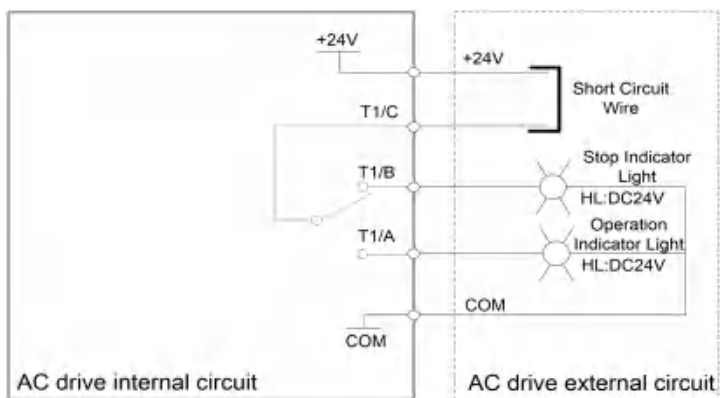 +24V
+24V
Short Circuit
Wire
T1/C
Stop Indicator
Light
T1/B
HL:DC24V
Operation
Indicator Light
T1/A
HL:DC24V
COM
COM
AC drive internal circuit
AC drive external circuit